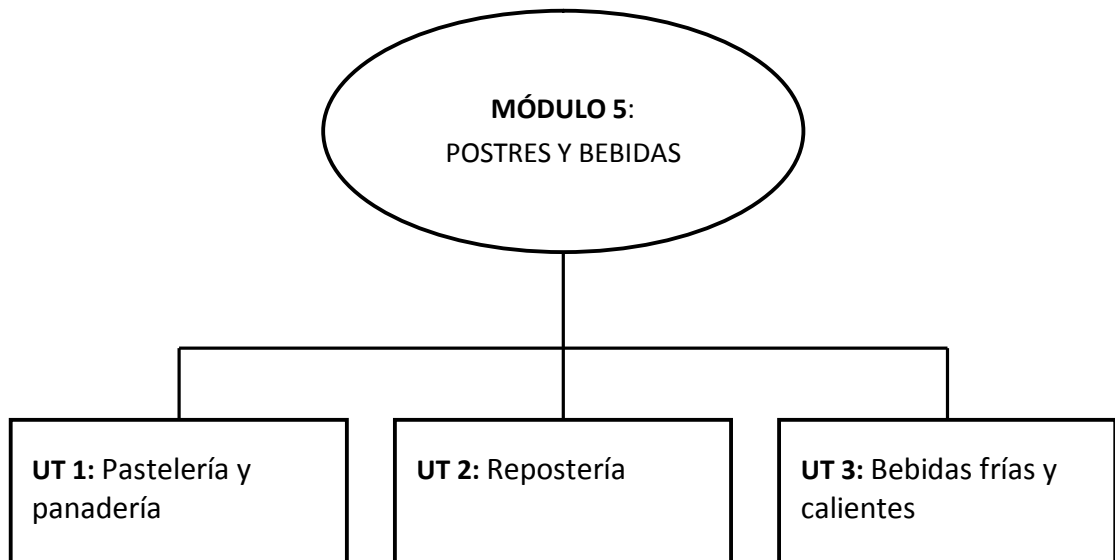 MÓDULO 5:
POSTRES Y BEBIDAS
UT 1: Pastelería y
panadería
UT 2: Repostería
UT 3: Bebidas frías y
calientes